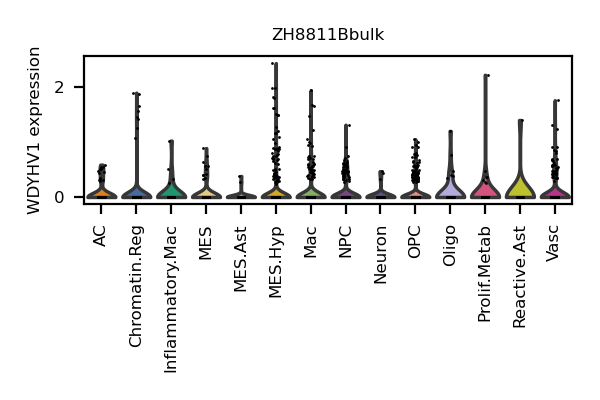 ZH8811Bbulk
WDYHV1 expression
2
0
AC
Chromatin.Reg
Inflammatory.Mac
MES
MES.Ast
MES.Hyp
Mac
NPC
Neuron
OPC
Oligo
Prolif.Metab
Reactive.Ast
Vasc